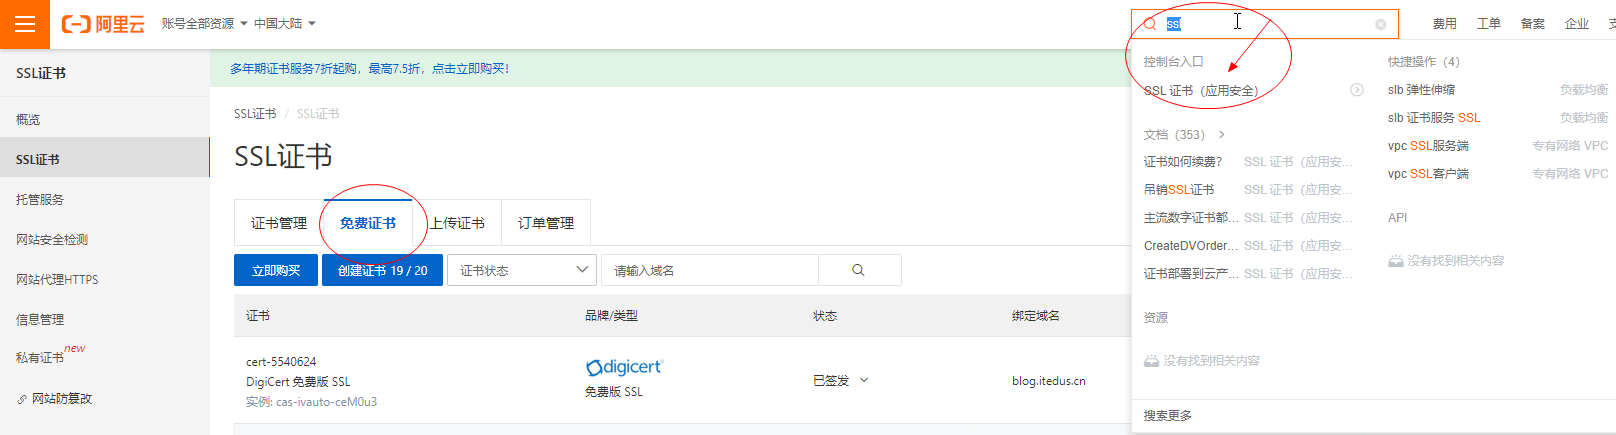 阿里云
账号全部资源
中国大陆
ssl
费用
工单
备案
企业
SSL证书
概览
SSL证书
托管服务
网站安全检测
网站代理HTTPS
信息管理
私有证书 new
网站防篡改
多年期证书服务7折起购，最高7.5折，点击立即购买！
SSL证书 / SSL证书
SSL证书
证书管理
免费证书
上传证书
订单管理
立即购买
创建证书 19 / 20
证书状态
请输入域名
证书
品牌/类型
状态
绑定域名
cert-5540624
DigiCert 免费版 SSL
实例: cas-ivauto-ceM0u3
digicert
免费版 SSL
已签发
blog.itedus.cn
控制台入口
SSL 证书（应用安全）
文档（353）
证书如何续费？ SSL 证书（应用安...
吊销SSL证书 SSL 证书（应用安...
主流数字证书都... SSL 证书（应用安...
CreateDVOrder... SSL 证书（应用安...
证书部署到云产... SSL 证书（应用安...
资源
没有找到相关内容
快捷操作（4）
slb 弹性伸缩 负载均衡
slb 证书服务 SSL 负载均衡
vpc SSL服务端 专有网络 VPC
vpc SSL客户端 专有网络 VPC
API
没有找到相关内容
搜索更多